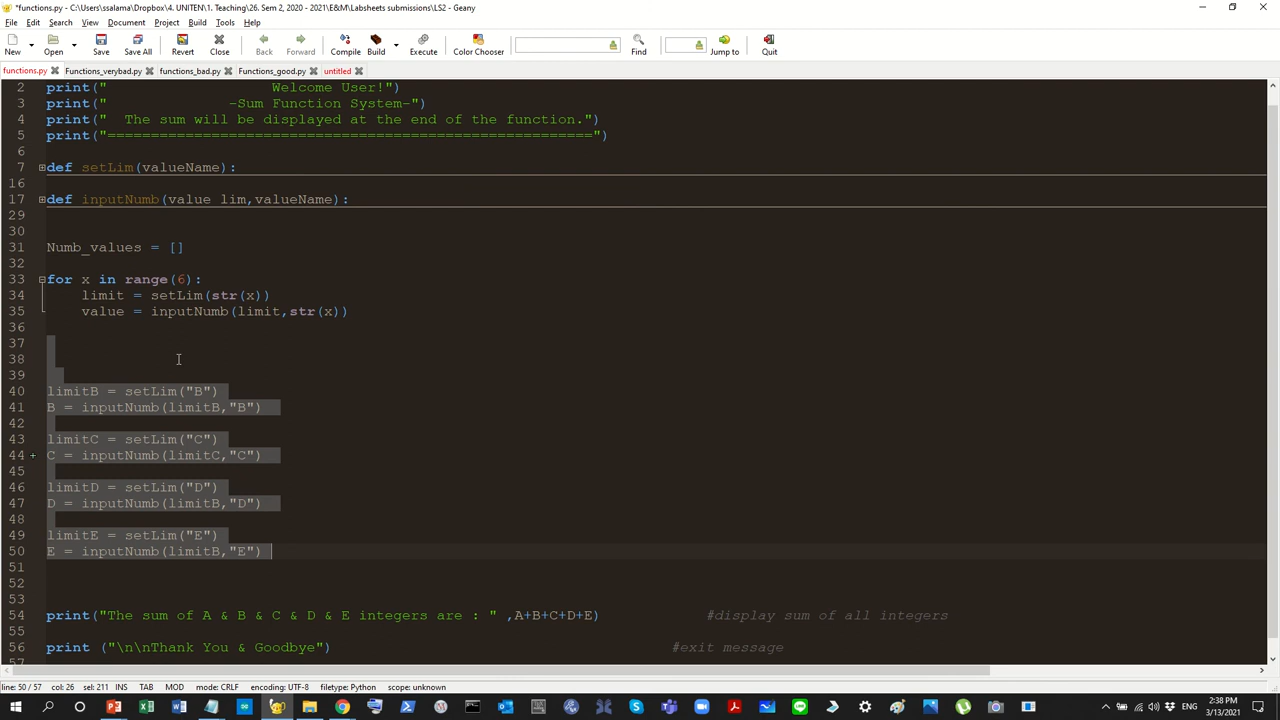 *functions.py - C:\Users\ssalama\Dropbox\4. UNITEN\1. Teaching\26. Sem 2, 2020 - 2021\E&M\Labsheets submissions\LS2 - Geany
File Edit Search View Document Project Build Tools Help
New Open Save Save All Revert Close Back Forward Compile Build Execute Color Chooser Find Jump to Quit
functions.py Functions_verybad.py functions_bad.py Functions_good.py untitled
2 print("                   Welcome User!")
3 print("              -Sum Function System-")
4 print("  The sum will be displayed at the end of the function.")
5 print("========================================================")
6
7 def setLim(valueName):
16
17 def inputNumb(value lim,valueName):
29
30
31 Numb_values = []
32
33 for x in range(6):
34     limit = setLim(str(x))
35     value = inputNumb(limit,str(x))
36
37
38
39
40 limitB = setLim("B")
41 B = inputNumb(limitB,"B")
42
43 limitC = setLim("C")
44 + C = inputNumb(limitC,"C")
45
46 limitD = setLim("D")
47 D = inputNumb(limitB,"D")
48
49 limitE = setLim("E")
50 E = inputNumb(limitB,"E")
51
52
53
54 print("The sum of A & B & C & D & E integers are : " ,A+B+C+D+E)             #display sum of all integers
55
56 print ("\n\nThank You & Goodbye")                                        #exit message
57
line: 50 / 57 col: 26 sel: 211 INS TAB MOD mode: CRLF encoding: UTF-8 filetype: Python scope: unknown
ENG 2:38 PM
3/13/2021